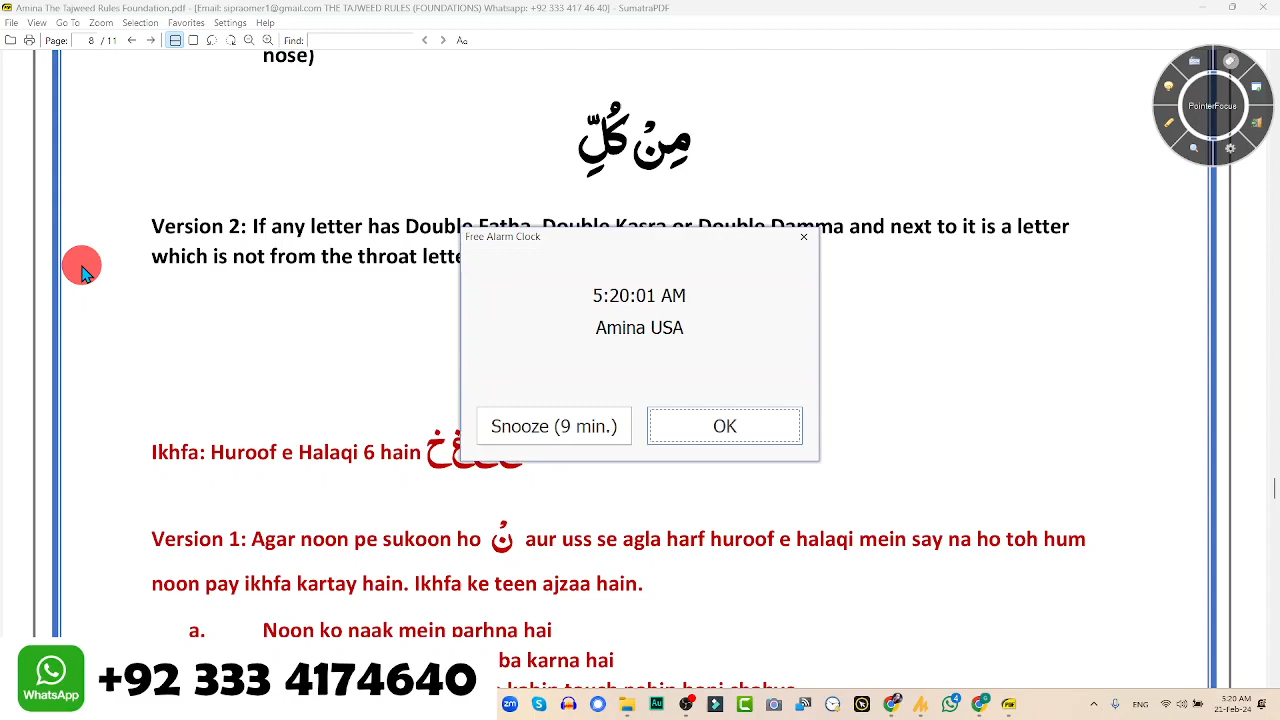 Amina The Tajweed Rules Foundation.pdf - [Email: sipraomer1@gmail.com THE TAJWEED RULES (FOUNDATIONS) Whatsapp: +92 333 417 46 40] - SumatraPDF
File View Go To Zoom Selection Favorites Settings Help
Page: 8 / 11 Find: Aa
nose)
PointerFocus
مِنْ كُلِّ
Version 2: If any letter has Double Fatha, Double Kasra or Double Damma and next to it is a letter
which is not from the throat lette
Free Alarm Clock
5:20:01 AM
Amina USA
Snooze (9 min.) OK
Ikhfa: Huroof e Halaqi 6 hain
Version 1: Agar noon pe sukoon ho نْ aur uss se agla harf huroof e halaqi mein say na ho toh hum
noon pay ikhfa kartay hain. Ikhfa ke teen ajzaa hain.
a. Noon ko naak mein parhna hai
ba karna hai
WhatsApp
+92 333 4174640
5:20 AM
21-Feb-24